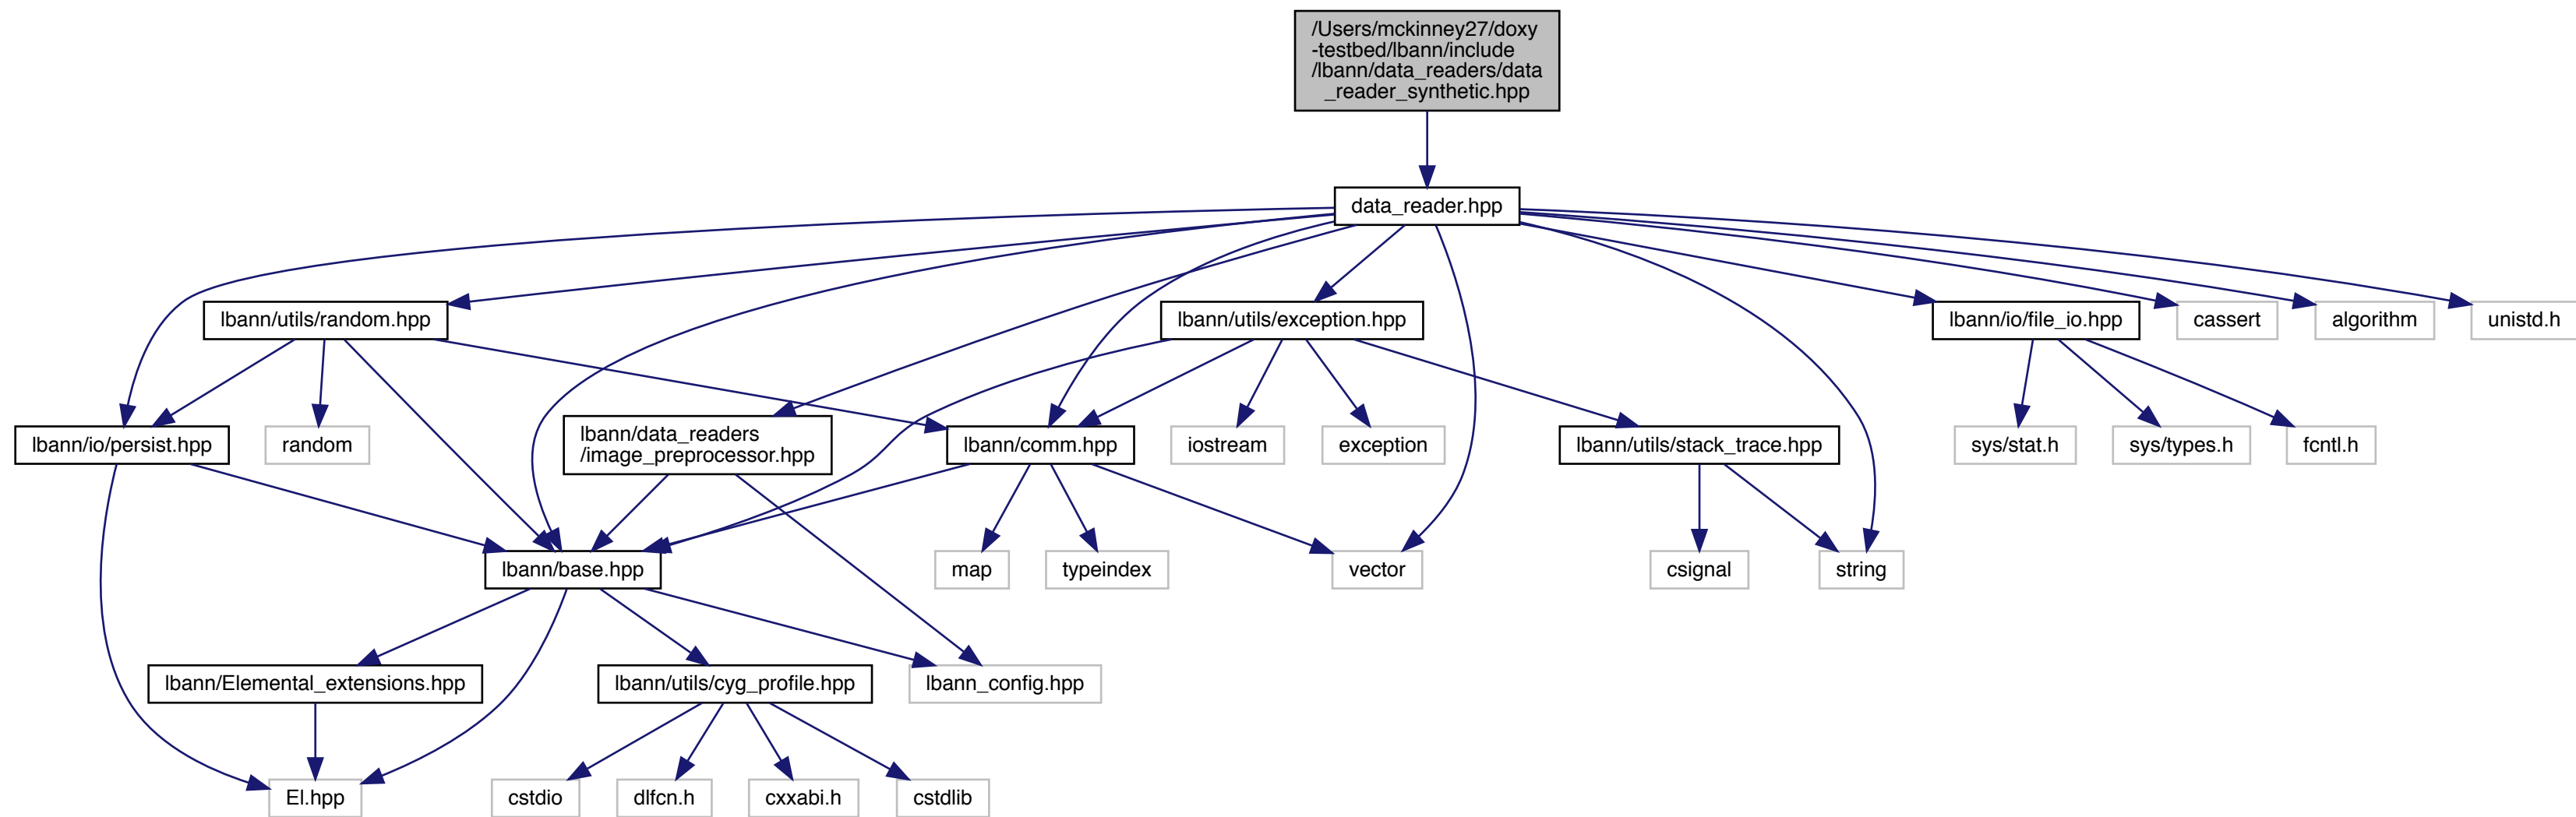 /Users/mckinney27/doxy
-testbed/lbann/include
/lbann/data_readers/data
_reader_synthetic.hpp
data_reader.hpp
lbann/utils/random.hpp
lbann/utils/exception.hpp
lbann/io/file_io.hpp
cassert
algorithm
unistd.h
lbann/io/persist.hpp
random
lbann/data_readers
/image_preprocessor.hpp
lbann/comm.hpp
iostream
exception
lbann/utils/stack_trace.hpp
sys/stat.h
sys/types.h
fcntl.h
lbann/base.hpp
map
typeindex
vector
csignal
string
lbann/Elemental_extensions.hpp
lbann/utils/cyg_profile.hpp
lbann_config.hpp
El.hpp
cstdio
dlfcn.h
cxxabi.h
cstdlib